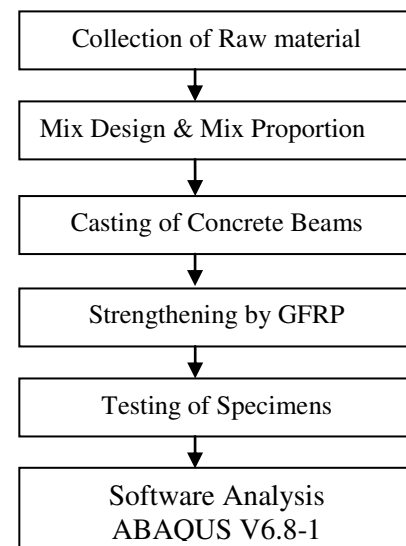 Collection of Raw material
Mix Design & Mix Proportion
Casting of Concrete Beams
Strengthening by GFRP
Testing of Specimens
Software Analysis
ABAQUS V6.8-1